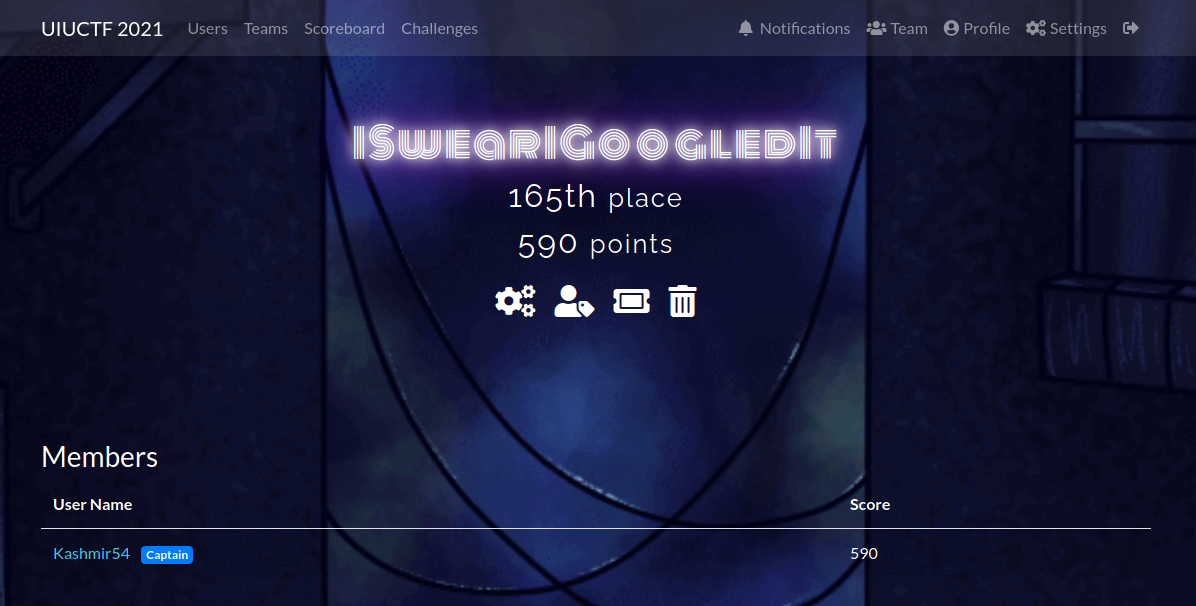 UIUCTF 2021 Users Teams Scoreboard Challenges Notifications Team Profile Settings
ISwearIGoogledIt
165th place
590 points
Members
User Name Score
Kashmir54 Captain 590